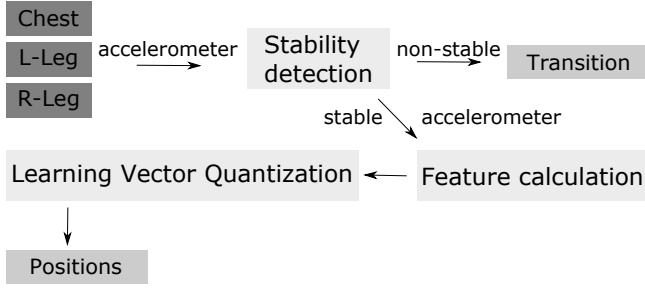 Chest
L-Leg
R-Leg
accelerometer
Stability
detection
non-stable
Transition
stable
accelerometer
Learning Vector Quantization
Feature calculation
Positions